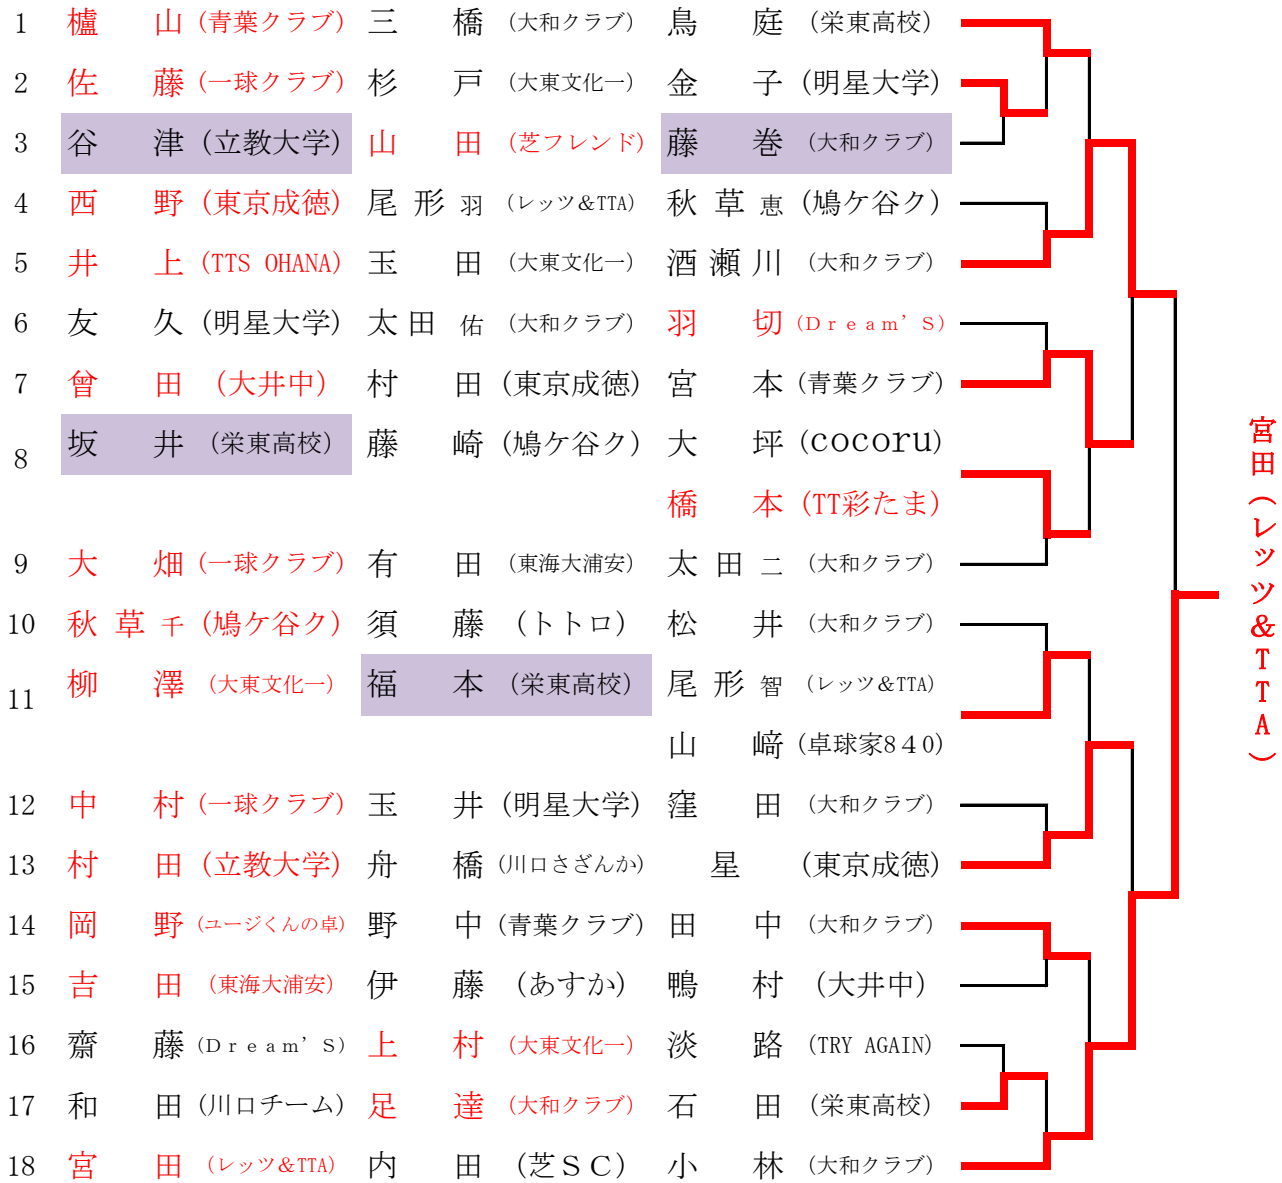 1 櫨 山 (青葉クラブ) 三 橋 (大和クラブ) 鳥 庭 (栄東高校)
2 佐 藤 (一球クラブ) 杉 戸 (大東文化一) 金 子 (明星大学)
3 谷 津 (立教大学) 山 田 (芝フレンド) 藤 巻 (大和クラブ)
4 西 野 (東京成徳) 尾 形 羽 (レッツ&TTA) 秋 草 恵 (鳩ケ谷ク)
5 井 上 (TTS OHANA) 玉 田 (大東文化一) 酒 瀬 川 (大和クラブ)
6 友 久 (明星大学) 太 田 佑 (大和クラブ) 羽 切 (Dream'S)
7 曾 田 (大井中) 村 田 (東京成徳) 宮 本 (青葉クラブ)
8 坂 井 (栄東高校) 藤 崎 (鳩ケ谷ク) 大 坪 (cocoru)
橋 本 (TT彩たま)
9 大 畑 (一球クラブ) 有 田 (東海大浦安) 太 田 二 (大和クラブ)
10 秋 草 千 (鳩ケ谷ク) 須 藤 (トトロ) 松 井 (大和クラブ)
11 柳 澤 (大東文化一) 福 本 (栄東高校) 尾 形 智 (レッツ&TTA)
山 﨑 (卓球家840)
12 中 村 (一球クラブ) 玉 井 (明星大学) 窪 田 (大和クラブ)
13 村 田 (立教大学) 舟 橋 (川口さざんか) 星 (東京成徳)
14 岡 野 (ユージくんの卓) 野 中 (青葉クラブ) 田 中 (大和クラブ)
15 吉 田 (東海大浦安) 伊 藤 (あすか) 鴨 村 (大井中)
16 齋 藤 (Dream'S) 上 村 (大東文化一) 淡 路 (TRY AGAIN)
17 和 田 (川口チーム) 足 達 (大和クラブ) 石 田 (栄東高校)
18 宮 田 (レッツ&TTA) 内 田 (芝SC) 小 林 (大和クラブ)
宮田(レッツ&TTA)